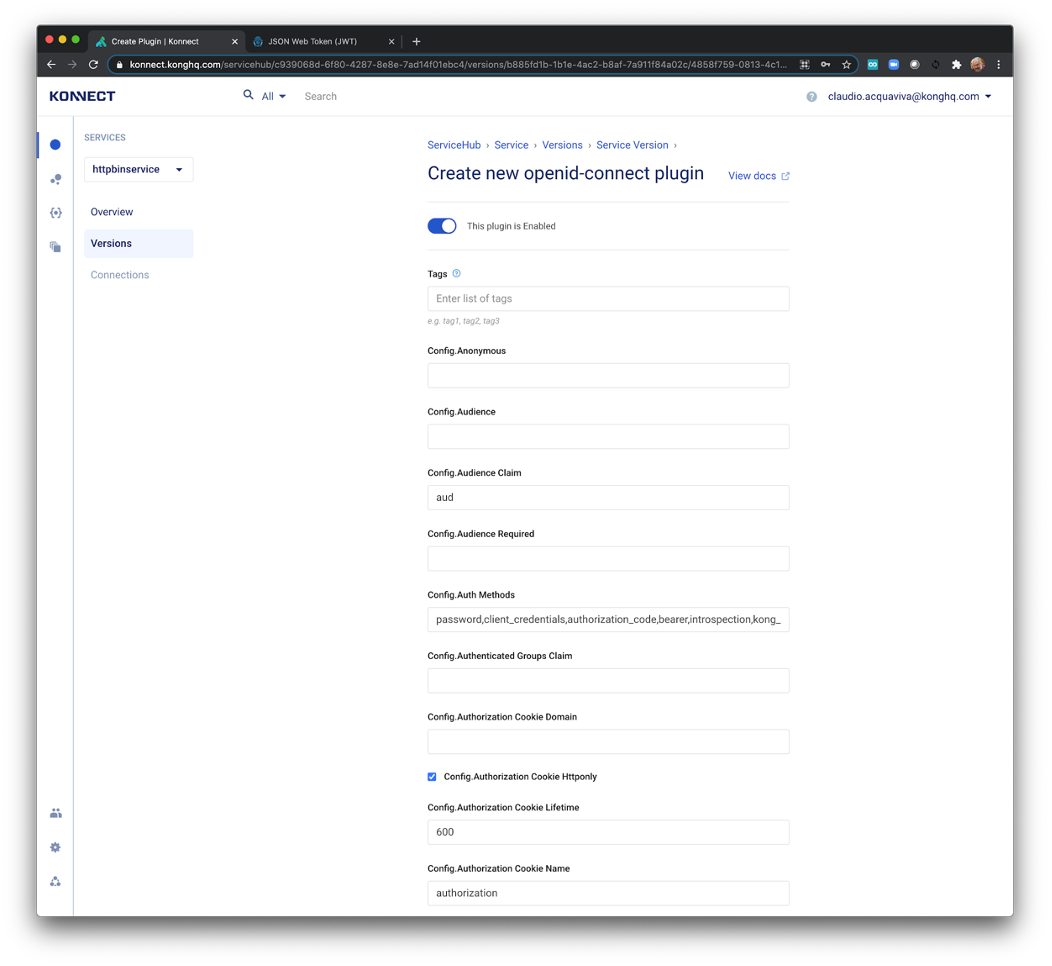 Create Plugin | Konnect
JSON Web Token (JWT)
connect.konghq.com/servicehub/c939068d-6f80-4287-8e8e-7ad14f01ebc4/versions/b885fd1b-1b1e-4ac2-b8af-7a911f84a02c/4858f759-0813-4c1...
KONNECT
All
Search
claudio.acquaviva@konghq.com
SERVICES
httpbinservice
Overview
Versions
Connections
ServiceHub › Service › Versions › Service Version ›
Create new openid-connect plugin
View docs
This plugin is Enabled
Tags
Enter list of tags
e.g. tag1, tag2, tag3
Config.Anonymous
Config.Audience
Config.Audience Claim
aud
Config.Audience Required
Config.Auth Methods
password,client_credentials,authorization_code,bearer,introspection,kong_
Config.Authenticated Groups Claim
Config.Authorization Cookie Domain
Config.Authorization Cookie Httponly
Config.Authorization Cookie Lifetime
600
Config.Authorization Cookie Name
authorization